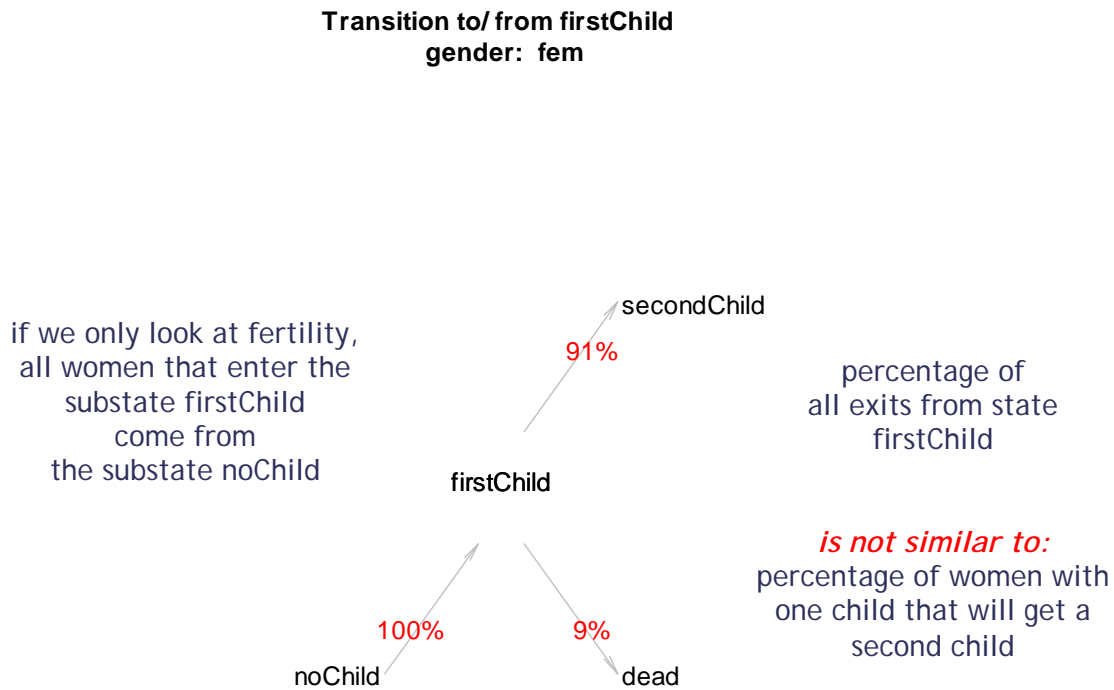 Transition to/ from firstChild
gender:  fem
secondChild
91%
if we only look at fertility,
all women that enter the
substate firstChild
come from
the substate noChild
percentage of
all exits from state
firstChild
firstChild
is not similar to:
percentage of women with
one child that will get a
second child
100%
9%
noChild
dead